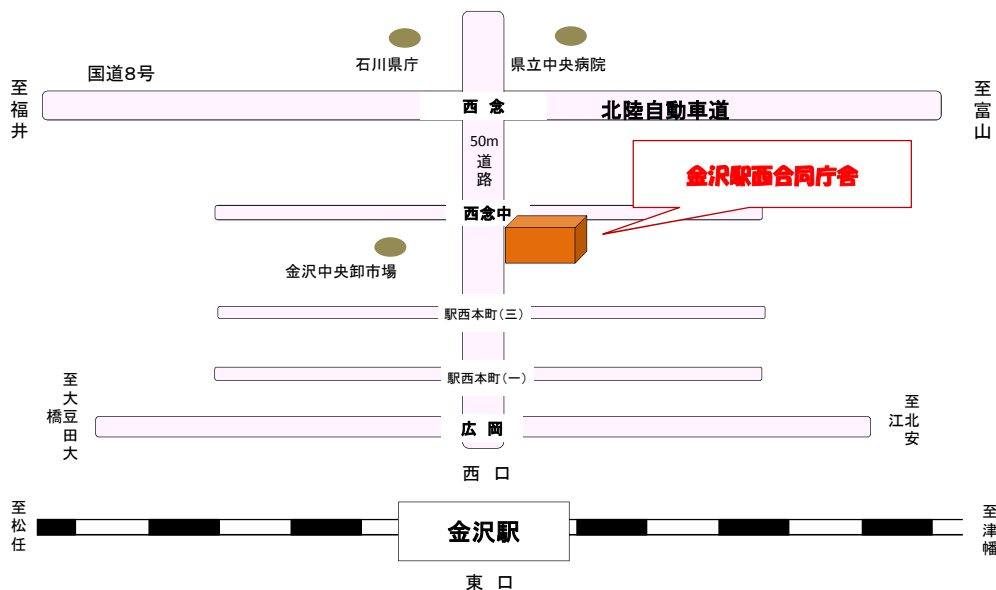 石川県庁
県立中央病院
国道8号
至福井
至富山
西念
北陸自動車道
50m
道路
金沢駅西合同庁舎
西念中
金沢中央卸市場
駅西本町(三)
駅西本町(一)
至大豆田大橋
至北安江
広岡
西口
至松任
金沢駅
至津幡
東口